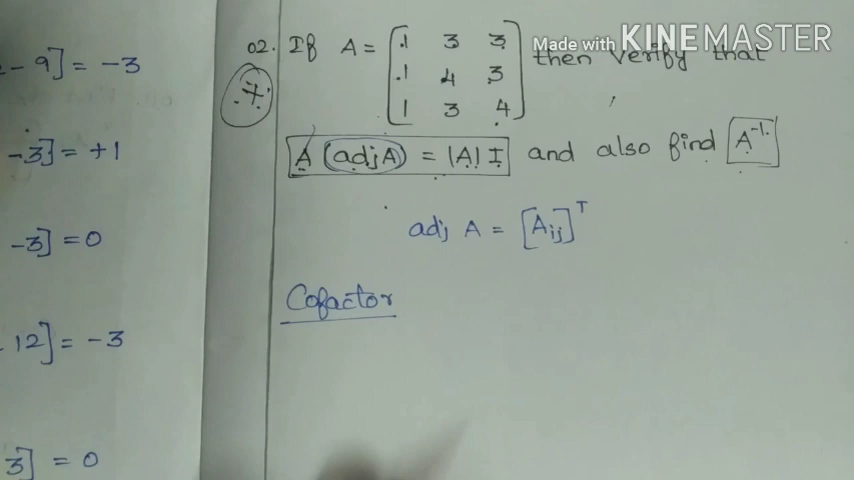 - 9] = -3
-3] = +1
-3] = 0
12] = -3
3] = 0
02. If A = [1 3 3
1 4 3
1 3 4] then verify that
Made with KINEMASTER
A (adj A) = |A| I and also find A⁻¹.
adj A = [Aᵢⱼ]ᵀ
Cofactor